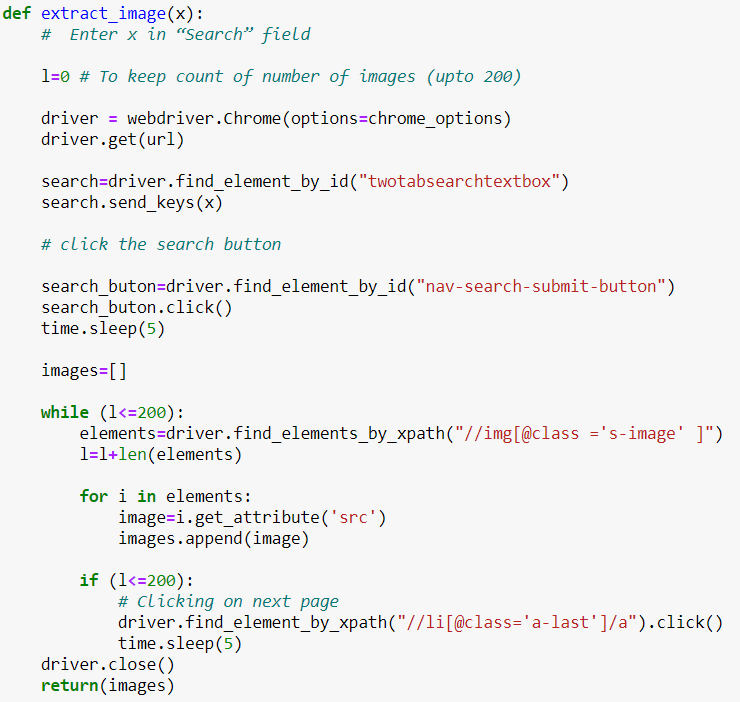 def extract_image(x):
    #  Enter x in “Search” field

    l=0 # To keep count of number of images (upto 200)

    driver = webdriver.Chrome(options=chrome_options)
    driver.get(url)

    search=driver.find_element_by_id("twotabsearchtextbox")
    search.send_keys(x)

    # click the search button

    search_buton=driver.find_element_by_id("nav-search-submit-button")
    search_buton.click()
    time.sleep(5)

    images=[]

    while (l<=200):
        elements=driver.find_elements_by_xpath("//img[@class ='s-image' ]")
        l=l+len(elements)

        for i in elements:
            image=i.get_attribute('src')
            images.append(image)

        if (l<=200):
            # Clicking on next page
            driver.find_element_by_xpath("//li[@class='a-last']/a").click()
            time.sleep(5)
    driver.close()
    return(images)